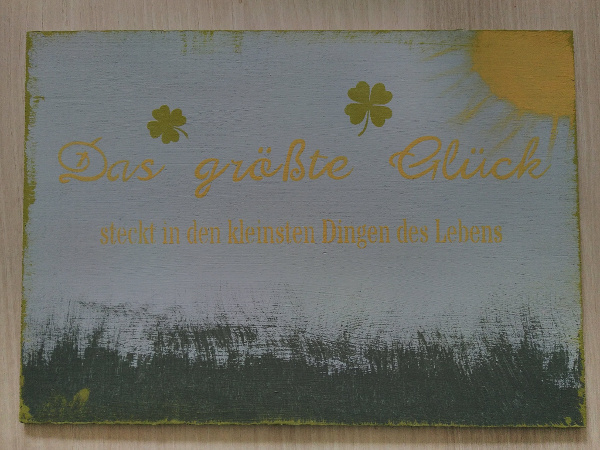 Das größte Glück
steckt in den kleinsten Dingen des Lebens